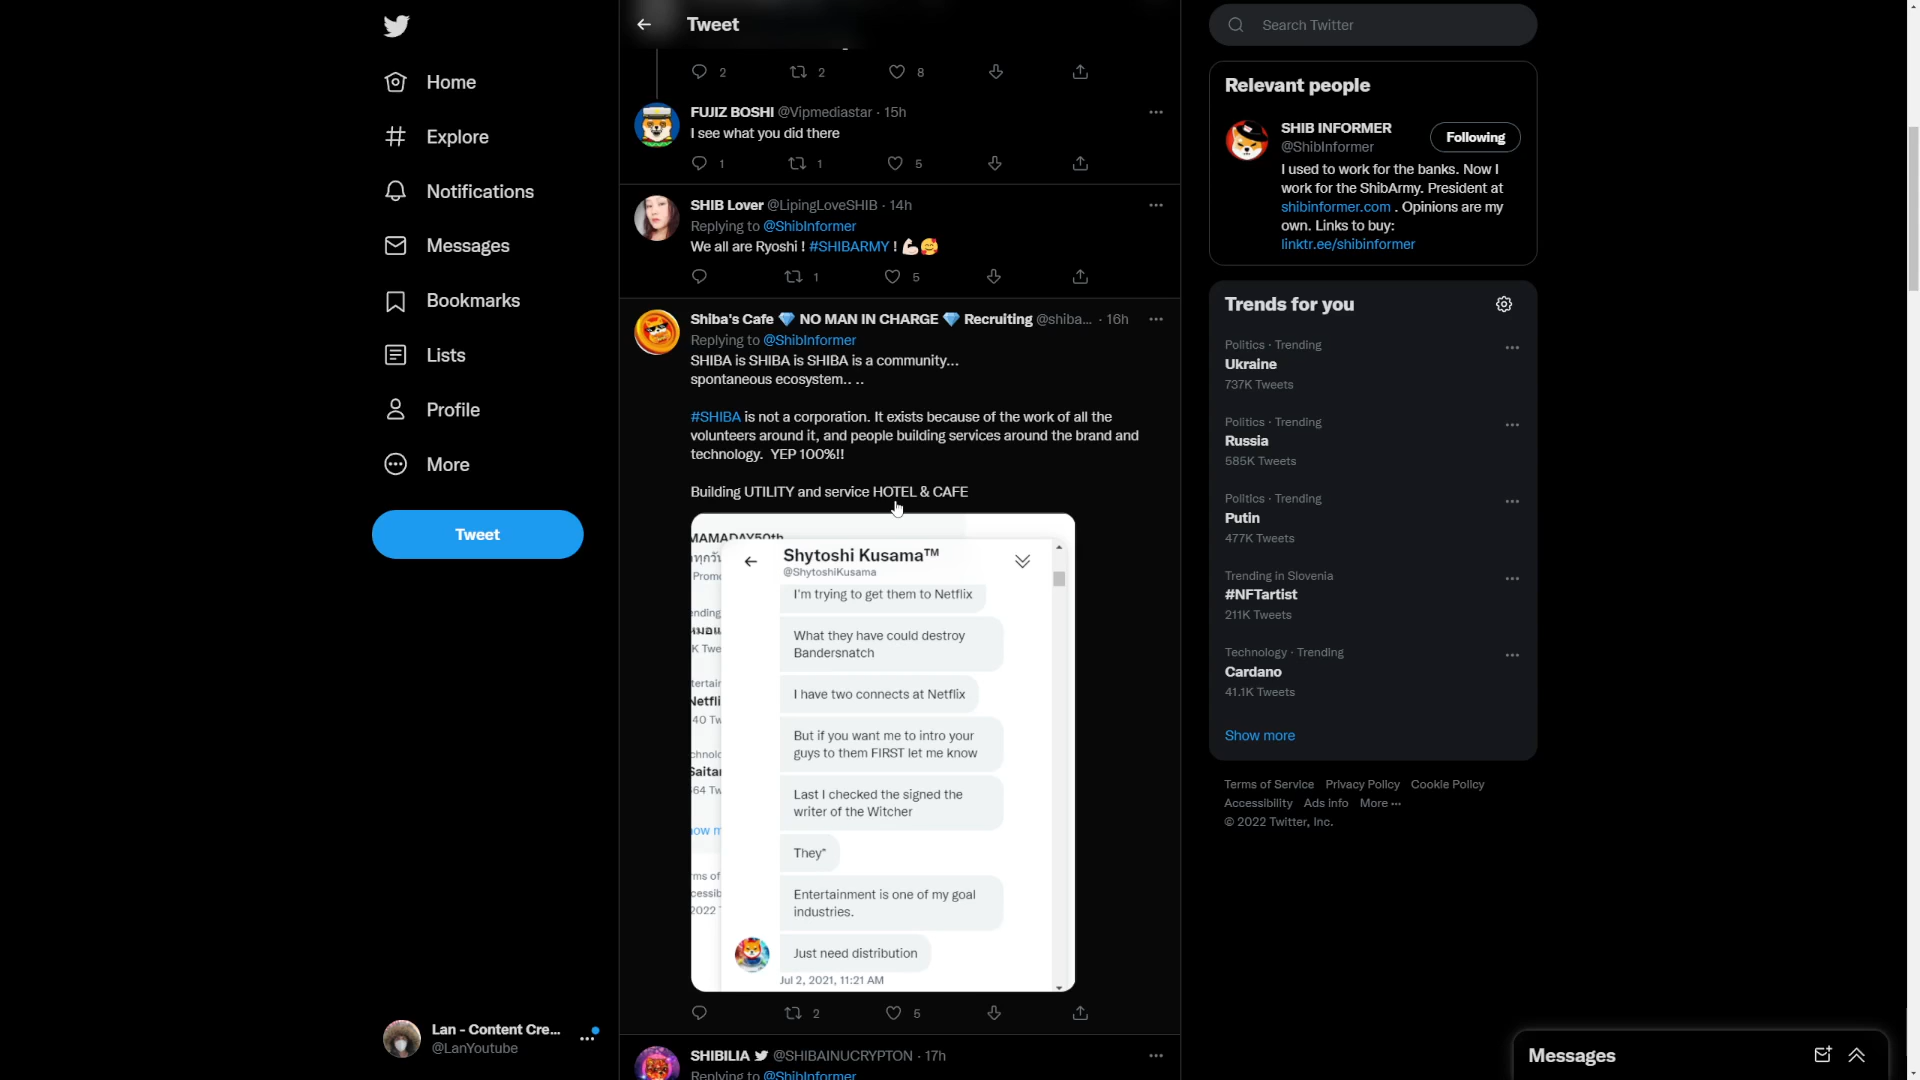 Home
Explore
Notifications
Messages
Bookmarks
Lists
Profile
More
Tweet
Lan - Content Cre...
@LanYoutube
Tweet
2 2 8
FUJIZ BOSHI @Vipmediastar · 15h
I see what you did there
1 1 5
SHIB Lover @LipingLoveSHIB · 14h
Replying to @ShibInformer
We all are Ryoshi ! #SHIBARMY ! 💪🏻🥰
1 5
Shiba's Cafe 💎 NO MAN IN CHARGE 💎 Recruiting @shiba... · 16h
Replying to @ShibInformer
SHIBA is SHIBA is SHIBA is a community...
spontaneous ecosystem.. ..
#SHIBA is not a corporation. It exists because of the work of all the
volunteers around it, and people building services around the brand and
technology. YEP 100%!!
Building UTILITY and service HOTEL & CAFE
Shytoshi Kusama™
@ShytoshiKusama
I'm trying to get them to Netflix
What they have could destroy
Bandersnatch
I have two connects at Netflix
But if you want me to intro your
guys to them FIRST let me know
Last I checked the signed the
writer of the Witcher
They*
Entertainment is one of my goal
industries.
Just need distribution
Jul 2, 2021, 11:21 AM
2 5
SHIBILIA @SHIBAINUCRYPTON · 17h
Replying to @ShibInformer
Search Twitter
Relevant people
SHIB INFORMER
@ShibInformer
Following
I used to work for the banks. Now I
work for the ShibArmy. President at
shibinformer.com . Opinions are my
own. Links to buy:
linktr.ee/shibinformer
Trends for you
Politics · Trending
Ukraine
737K Tweets
Politics · Trending
Russia
585K Tweets
Politics · Trending
Putin
477K Tweets
Trending in Slovenia
#NFTartist
211K Tweets
Technology · Trending
Cardano
41.1K Tweets
Show more
Terms of Service Privacy Policy Cookie Policy
Accessibility Ads info More ···
© 2022 Twitter, Inc.
Messages